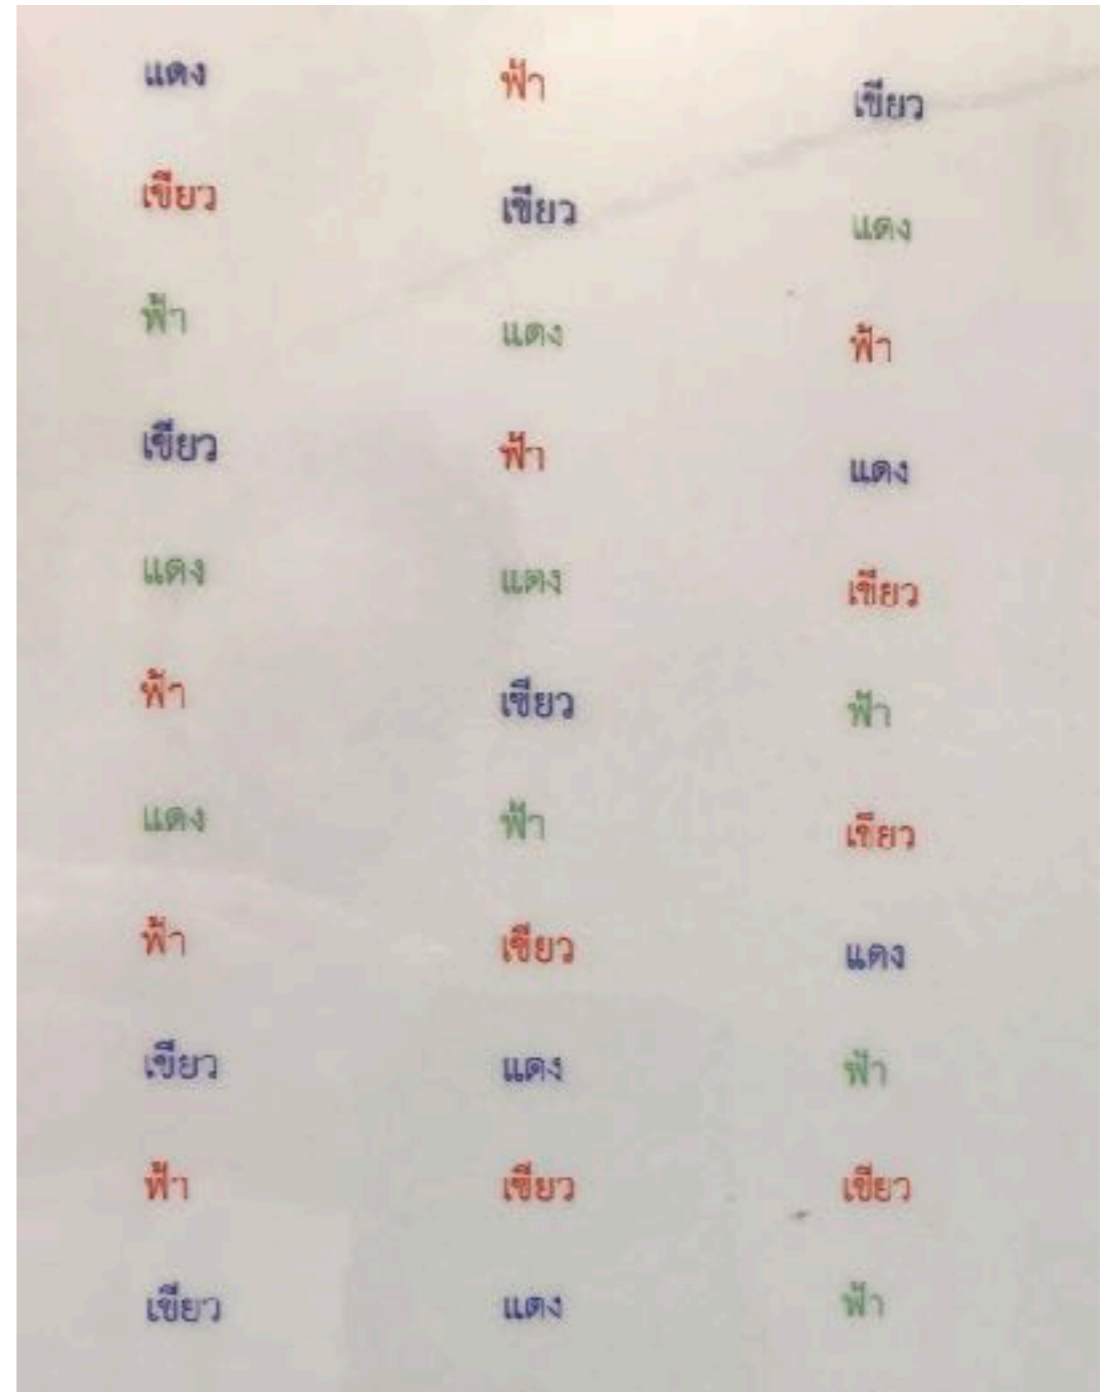 แดง ฟ้า เขียว
เขียว เขียว แดง
ฟ้า แดง ฟ้า
เขียว ฟ้า แดง
แดง แดง เขียว
ฟ้า เขียว ฟ้า
แดง ฟ้า เขียว
ฟ้า เขียว แดง
เขียว แดง ฟ้า
ฟ้า เขียว เขียว
เขียว แดง ฟ้า